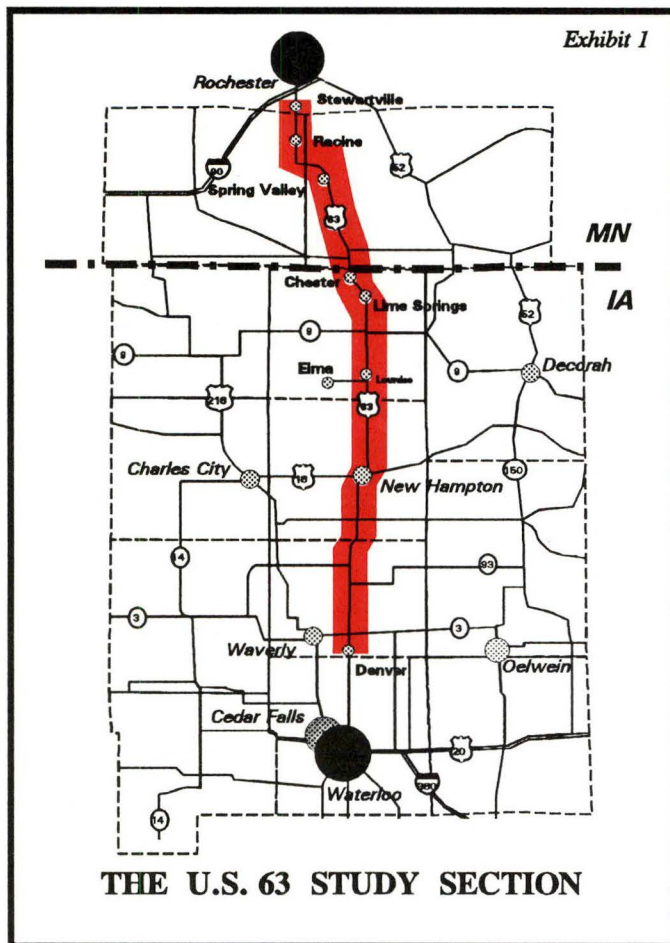 Exhibit 1
Rochester
Stewartville
Racine
90
52
Spring Valley
63
MN
Chester
IA
Lime Springs
52
9
9
Elma
9
Decorah
Lourdes
218
63
Charles City
18
New Hampton
150
14
93
3
3
Waverly
Denver
Oelwein
Cedar Falls
20
Waterloo
380
14
THE U.S. 63 STUDY SECTION